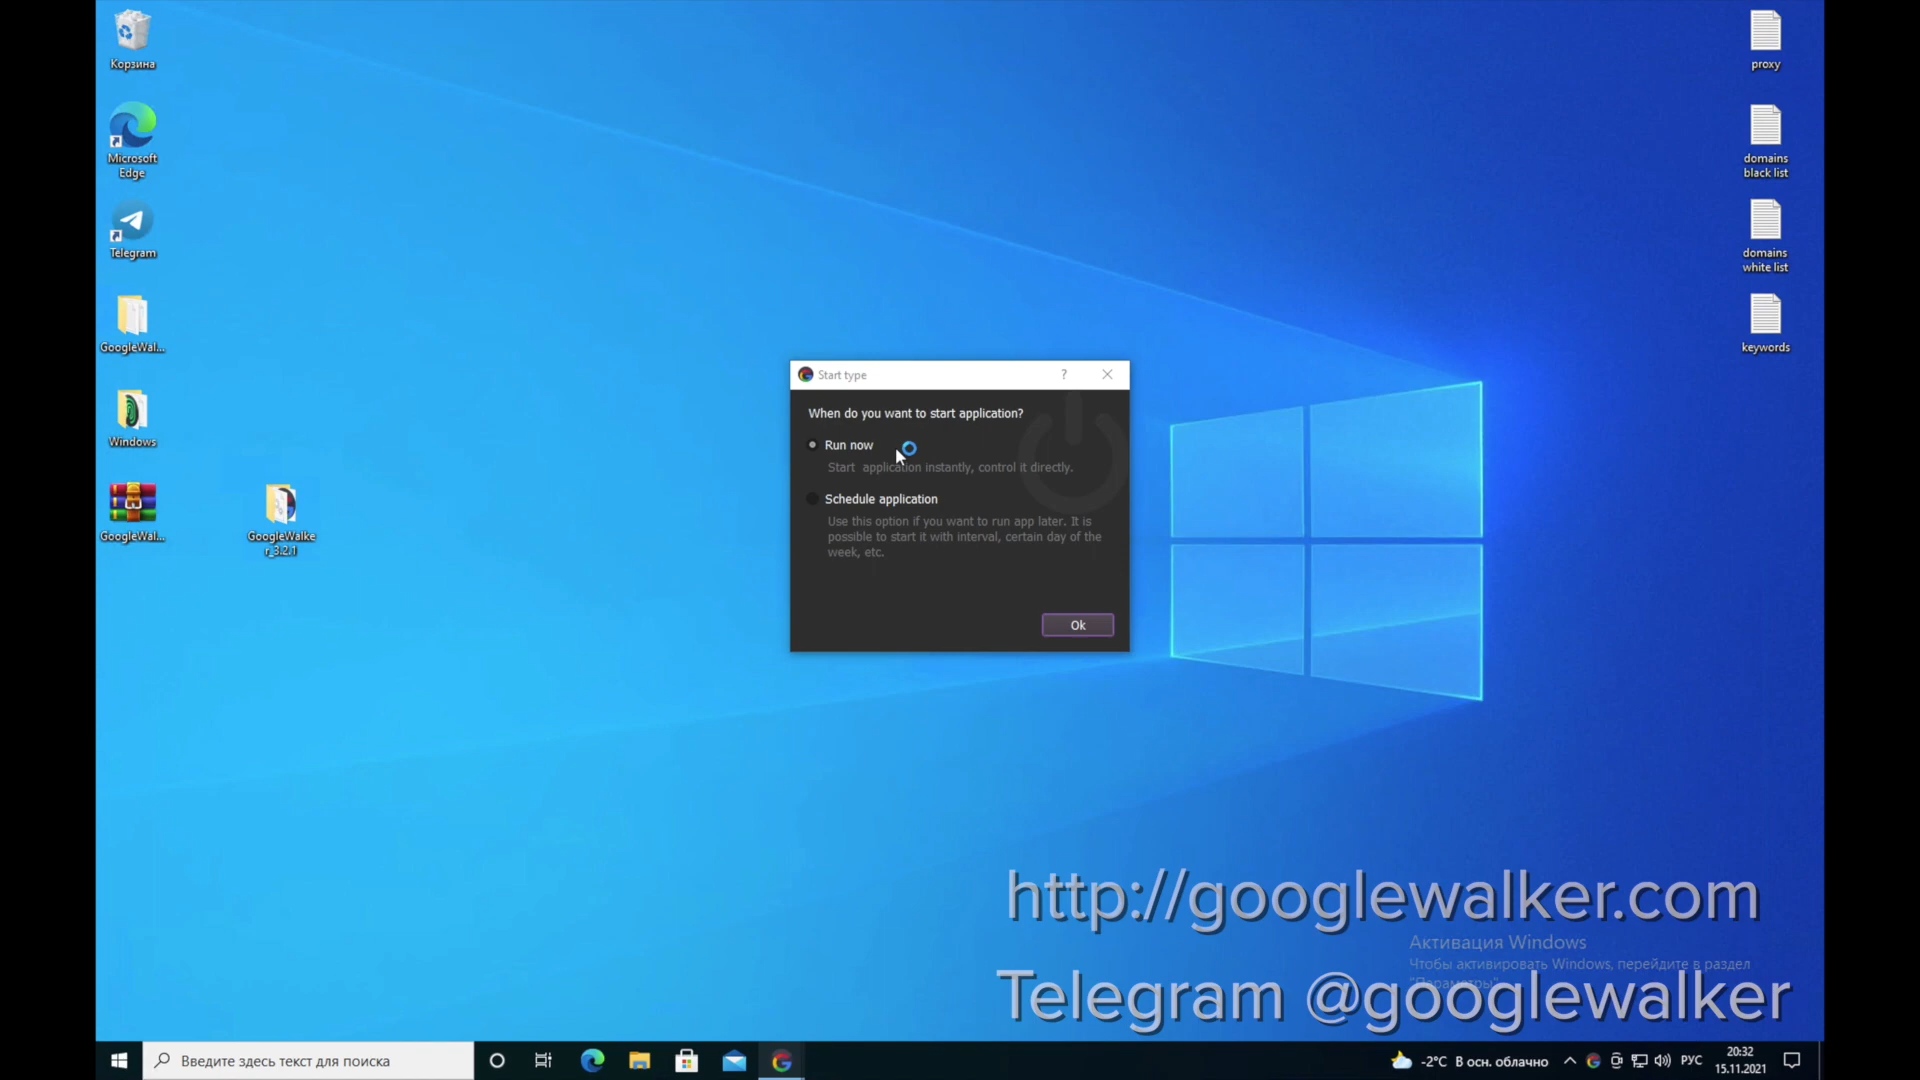 Корзина
Microsoft
Edge
Telegram
GoogleWal...
Windows
GoogleWal...
GoogleWalke
r_3.2.1
proxy
domains
black list
domains
white list
keywords
Start type
?
When do you want to start application?
Run now
Start application instantly, control it directly.
Schedule application
Use this option if you want to run app later. It is
possible to start it with interval, certain day of the
week, etc.
Ok
http://googlewalker.com
Активация Windows
Чтобы активировать Windows, перейдите в раздел
"Параметры".
Telegram @googlewalker
Введите здесь текст для поиска
-2°C В осн. облачно
РУС
20:32
15.11.2021